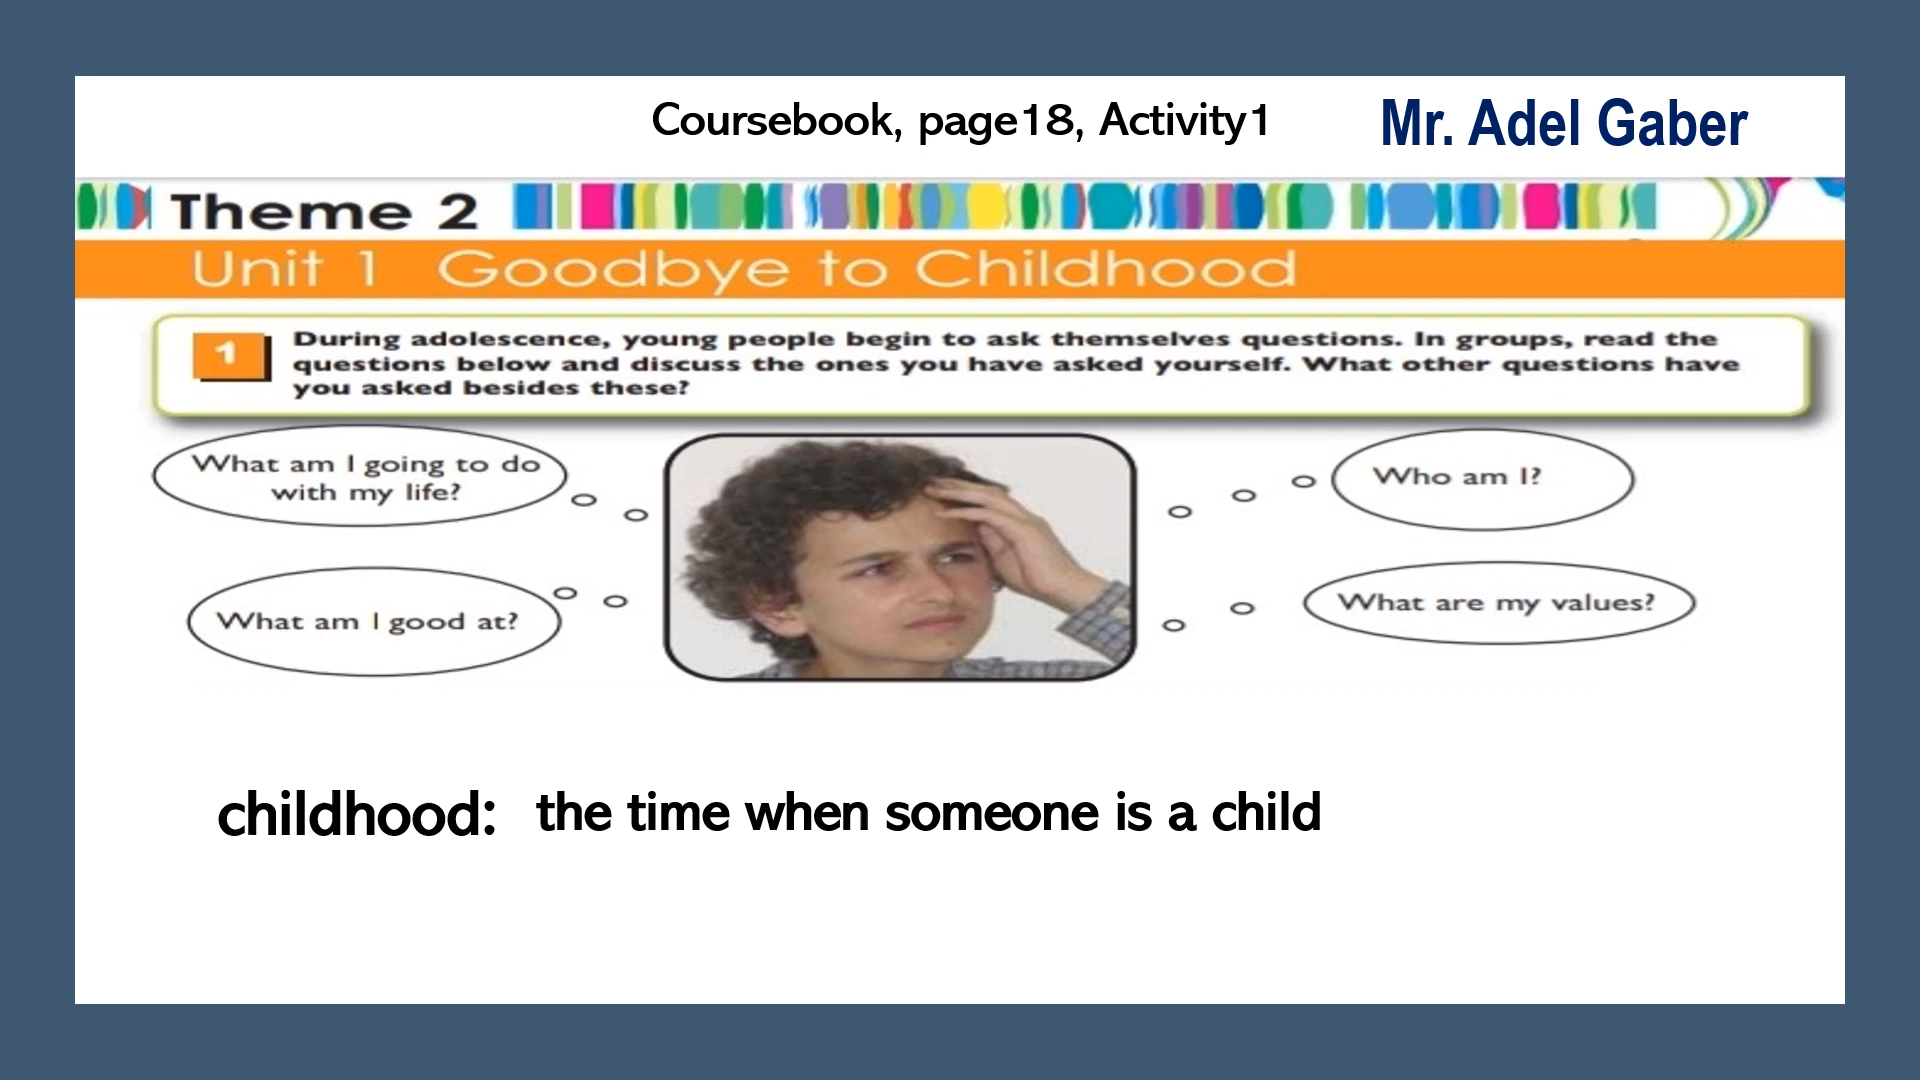 Coursebook, page18, Activity1
Mr. Adel Gaber
Theme 2
Unit 1 Goodbye to Childhood
1
During adolescence, young people begin to ask themselves questions. In groups, read the
questions below and discuss the ones you have asked yourself. What other questions have
you asked besides these?
What am I going to do
with my life?
Who am I?
What am I good at?
What are my values?
childhood: the time when someone is a child